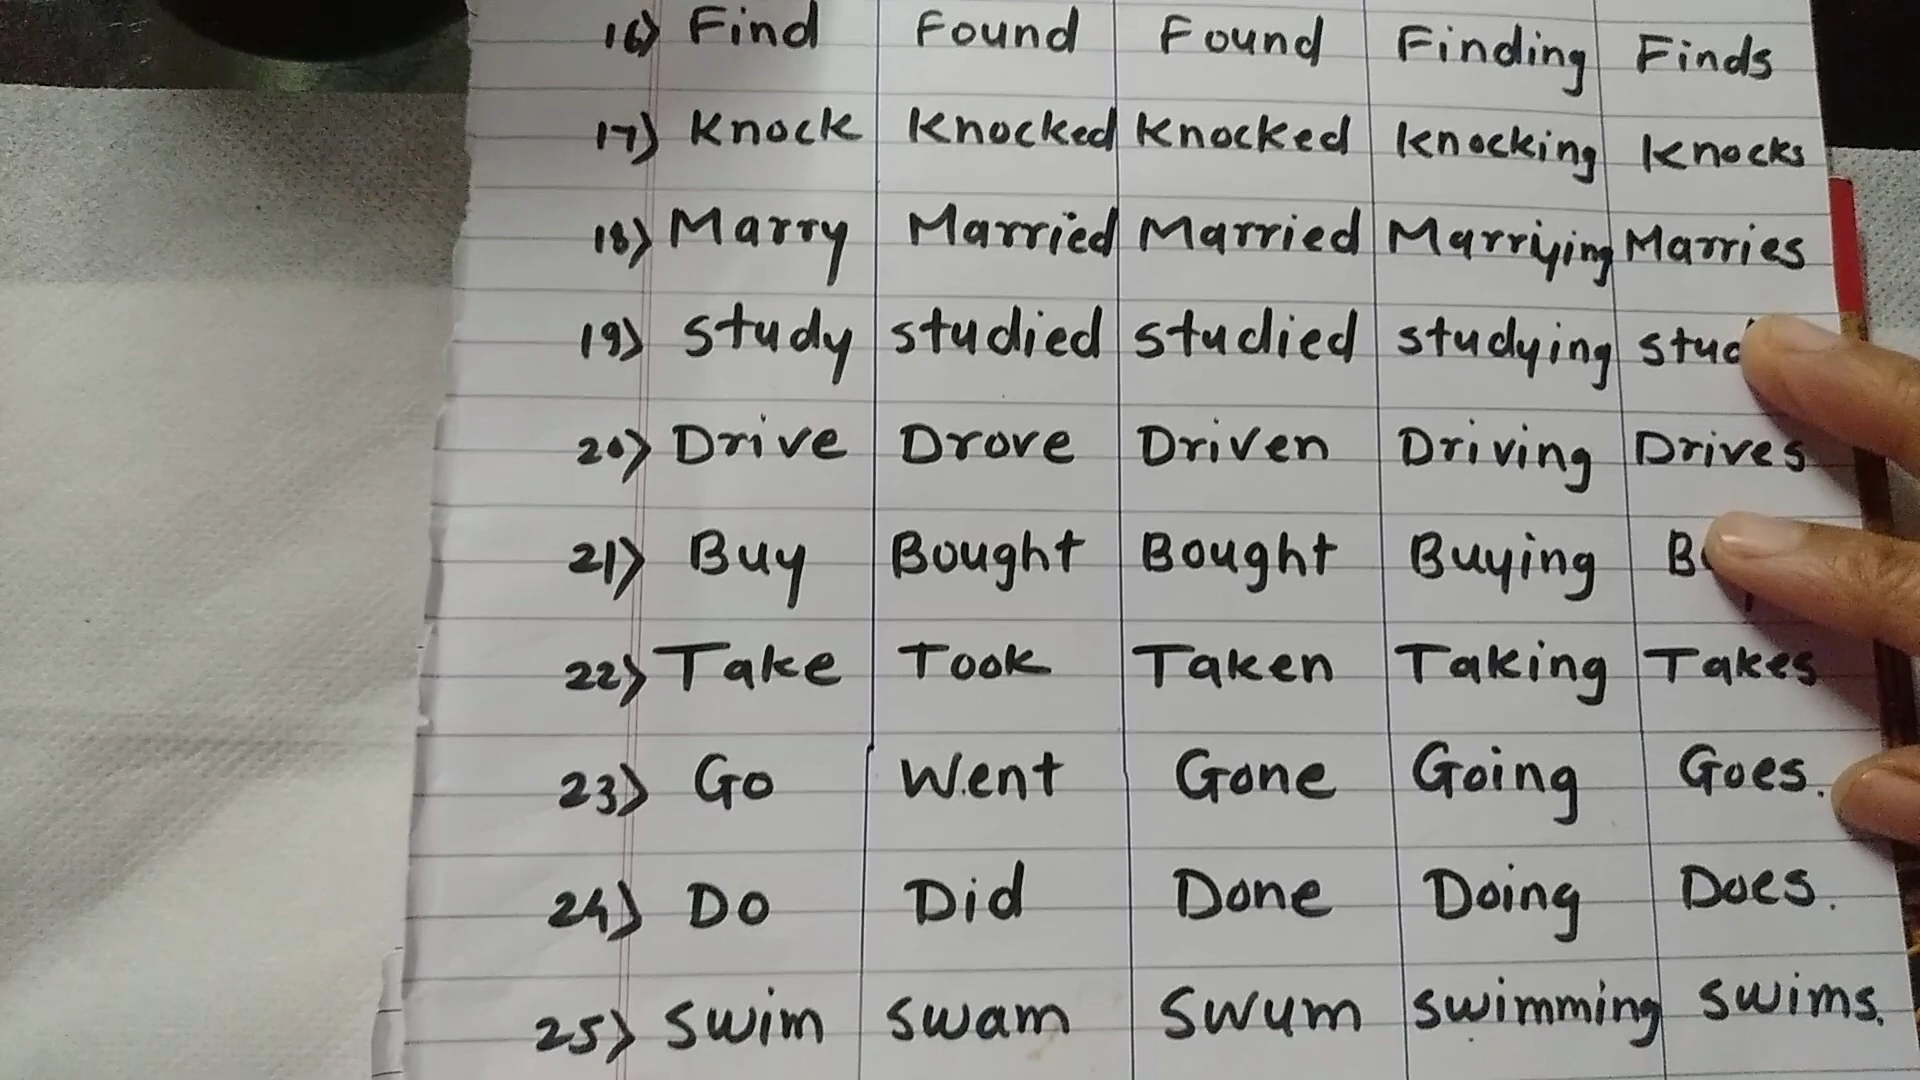 16) Find Found Found Finding Finds
17) Knock Knocked Knocked Knocking Knocks
18) Marry Married Married Marriying Marries
19) Study Studied Studied Studying
20) Drive Drove Driven Driving Drives
21) Buy Bought Bought Buying
22) Take Took Taken Taking Takes
23) Go Went Gone Going Goes.
24) Do Did Done Doing Does.
25) Swim Swam Swum Swimming Swims.